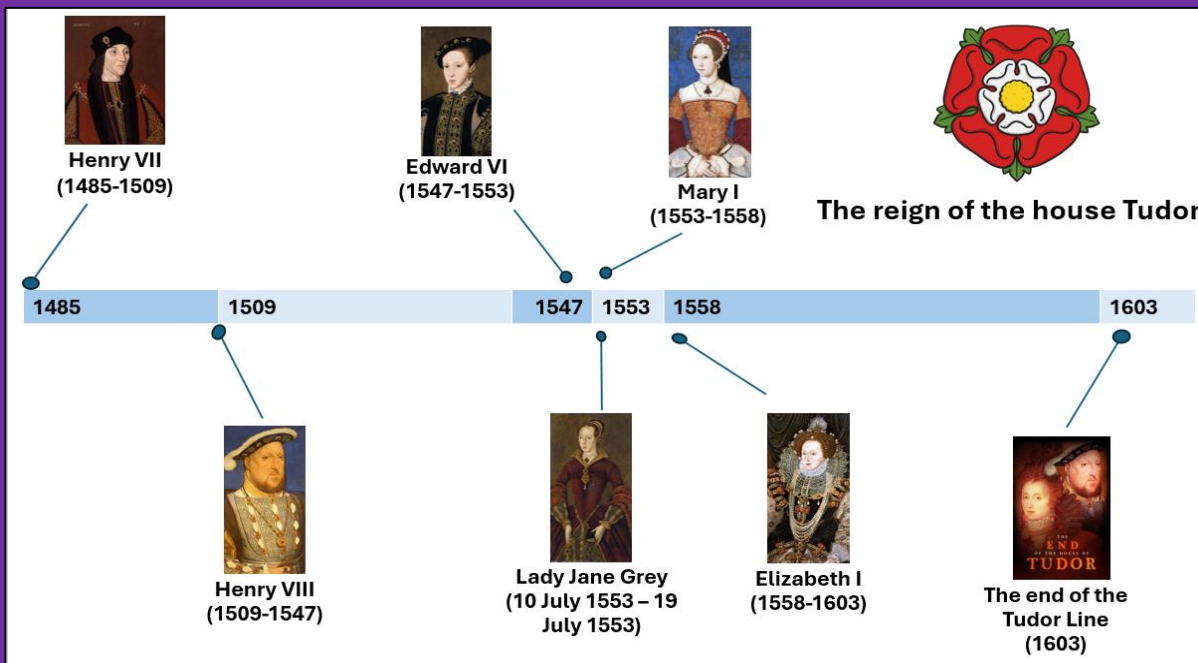 Henry VII
(1485-1509)
Edward VI
(1547-1553)
Mary I
(1553-1558)
The reign of the house Tudor
1485
1509
1547
1553
1558
1603
Henry VIII
(1509-1547)
Lady Jane Grey
(10 July 1553 – 19
July 1553)
Elizabeth I
(1558-1603)
THE
END
OF THE HOUSE OF
TUDOR
The end of the
Tudor Line
(1603)